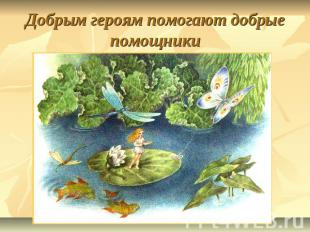 Добрым героям помогают добрые
помощники